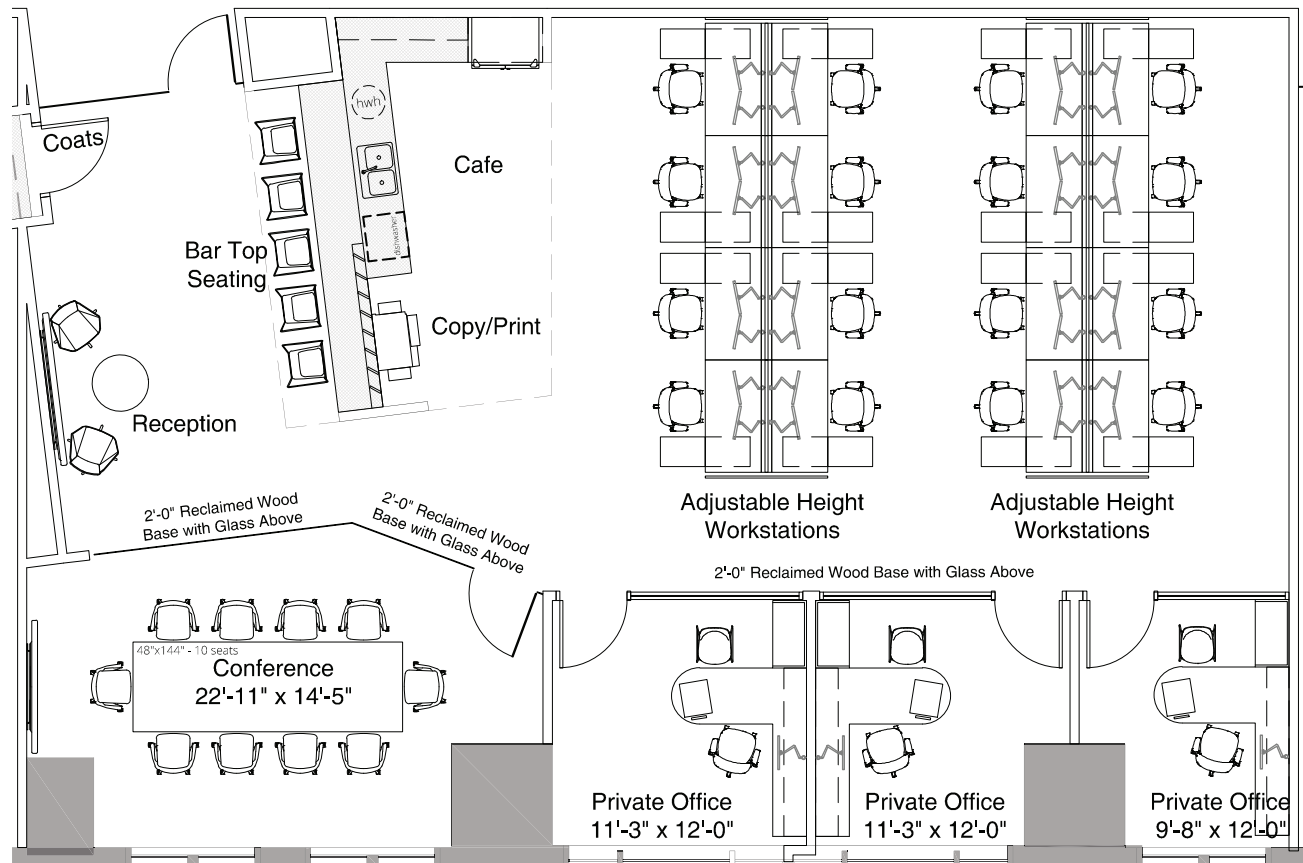 Coats
hwh
Cafe
dishwasher
Bar Top
Seating
Copy/Print
Reception
Adjustable Height
Workstations
Adjustable Height
Workstations
2'-0" Reclaimed Wood
Base with Glass Above
2'-0" Reclaimed Wood
Base with Glass Above
2'-0" Reclaimed Wood Base with Glass Above
48"x144" - 10 seats
Conference
22'-11" x 14'-5"
Private Office
11'-3" x 12'-0"
Private Office
11'-3" x 12'-0"
Private Office
9'-8" x 12'-0"